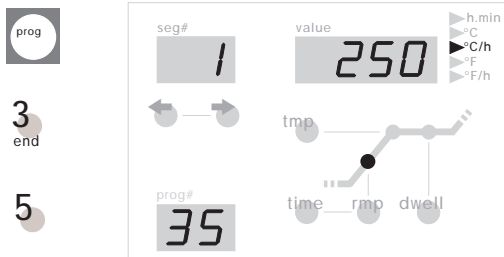 prog
3
end
5
seg#
1
value
250
h.min
°C
°C/h
°F
°F/h
tmp
time rmp dwell
prog#
35